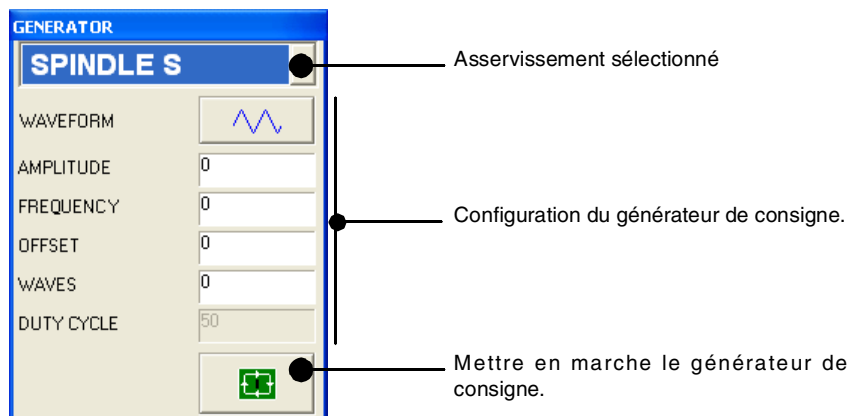 GENERATOR
SPINDLE S
Asservissement sélectionné
WAVEFORM
AMPLITUDE 0
FREQUENCY 0
Configuration du générateur de consigne.
OFFSET 0
WAVES 0
DUTY CYCLE 50
Mettre en marche le générateur de
consigne.